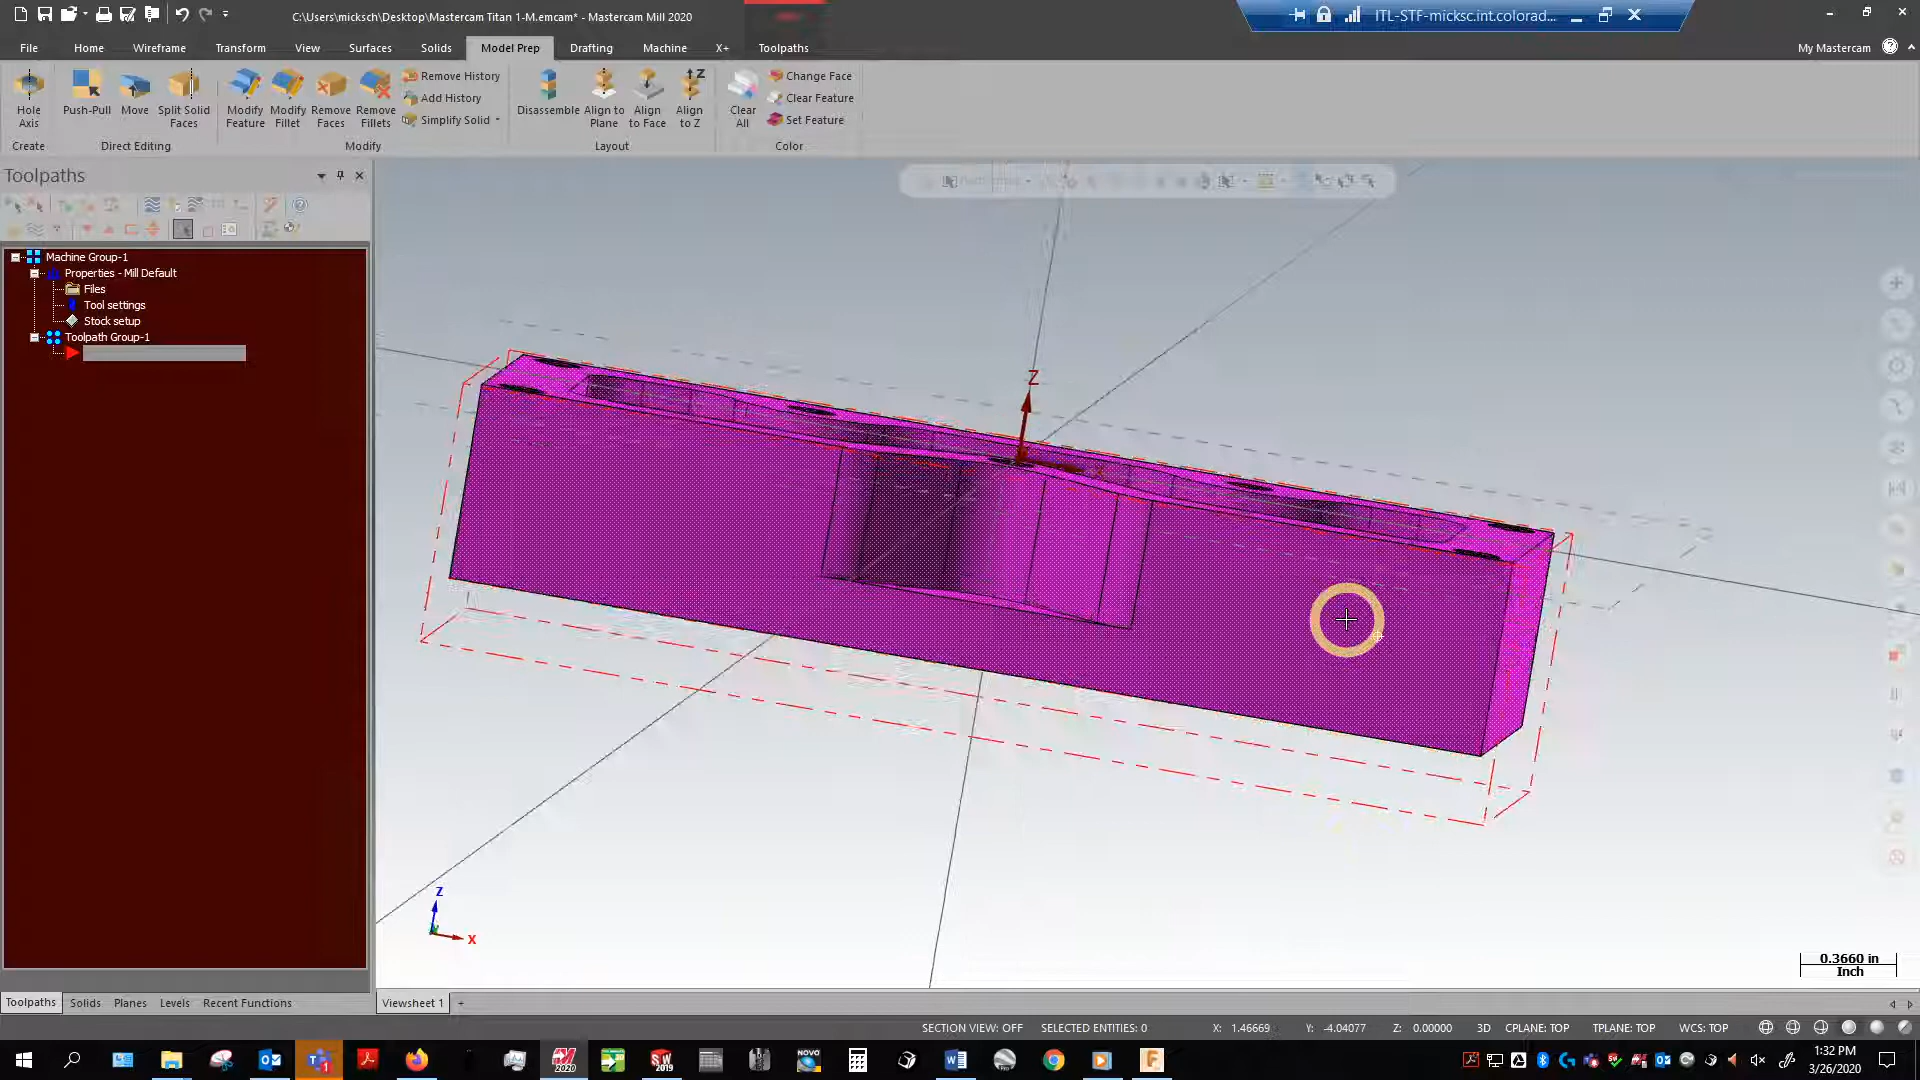 C:\Users\micksch\Desktop\Mastercam Titan 1-M.emcam* - Mastercam Mill 2020
ITL-STF-micksc.int.colorad...
File Home Wireframe Transform View Surfaces Solids Model Prep Drafting Machine X+ Toolpaths My Mastercam
Hole Axis
Push-Pull
Move
Split Solid Faces
Modify Feature
Modify Fillet
Remove Faces
Remove Fillets
Remove History
Add History
Simplify Solid
Disassemble
Align to Plane
Align to Face
Align to Z
Clear All
Change Face
Clear Feature
Set Feature
Create Direct Editing Modify Layout Color
Toolpaths
Machine Group-1
Properties - Mill Default
Files
Tool settings
Stock setup
Toolpath Group-1
Z
Z
X
0.3660 in
Inch
Toolpaths Solids Planes Levels Recent Functions
Viewsheet 1 +
SECTION VIEW: OFF SELECTED ENTITIES: 0 X: 1.46669 Y: -4.04077 Z: 0.00000 3D CPLANE: TOP TPLANE: TOP WCS: TOP
1:32 PM
3/26/2020